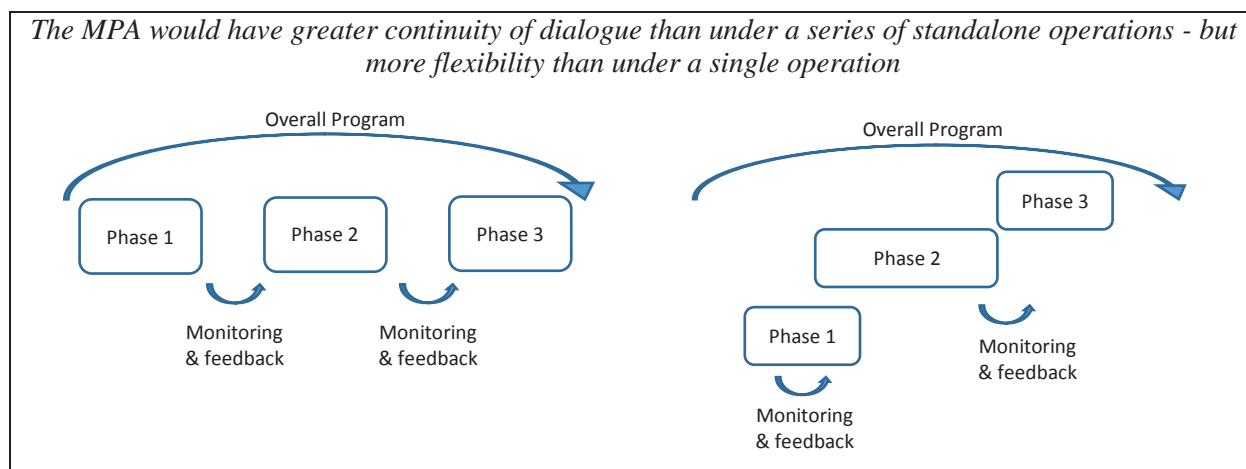 The MPA would have greater continuity of dialogue than under a series of standalone operations - but
more flexibility than under a single operation
Overall Program
Phase 1
Phase 2
Phase 3
Monitoring
& feedback
Monitoring
& feedback
Overall Program
Phase 3
Phase 2
Phase 1
Monitoring
& feedback
Monitoring
& feedback